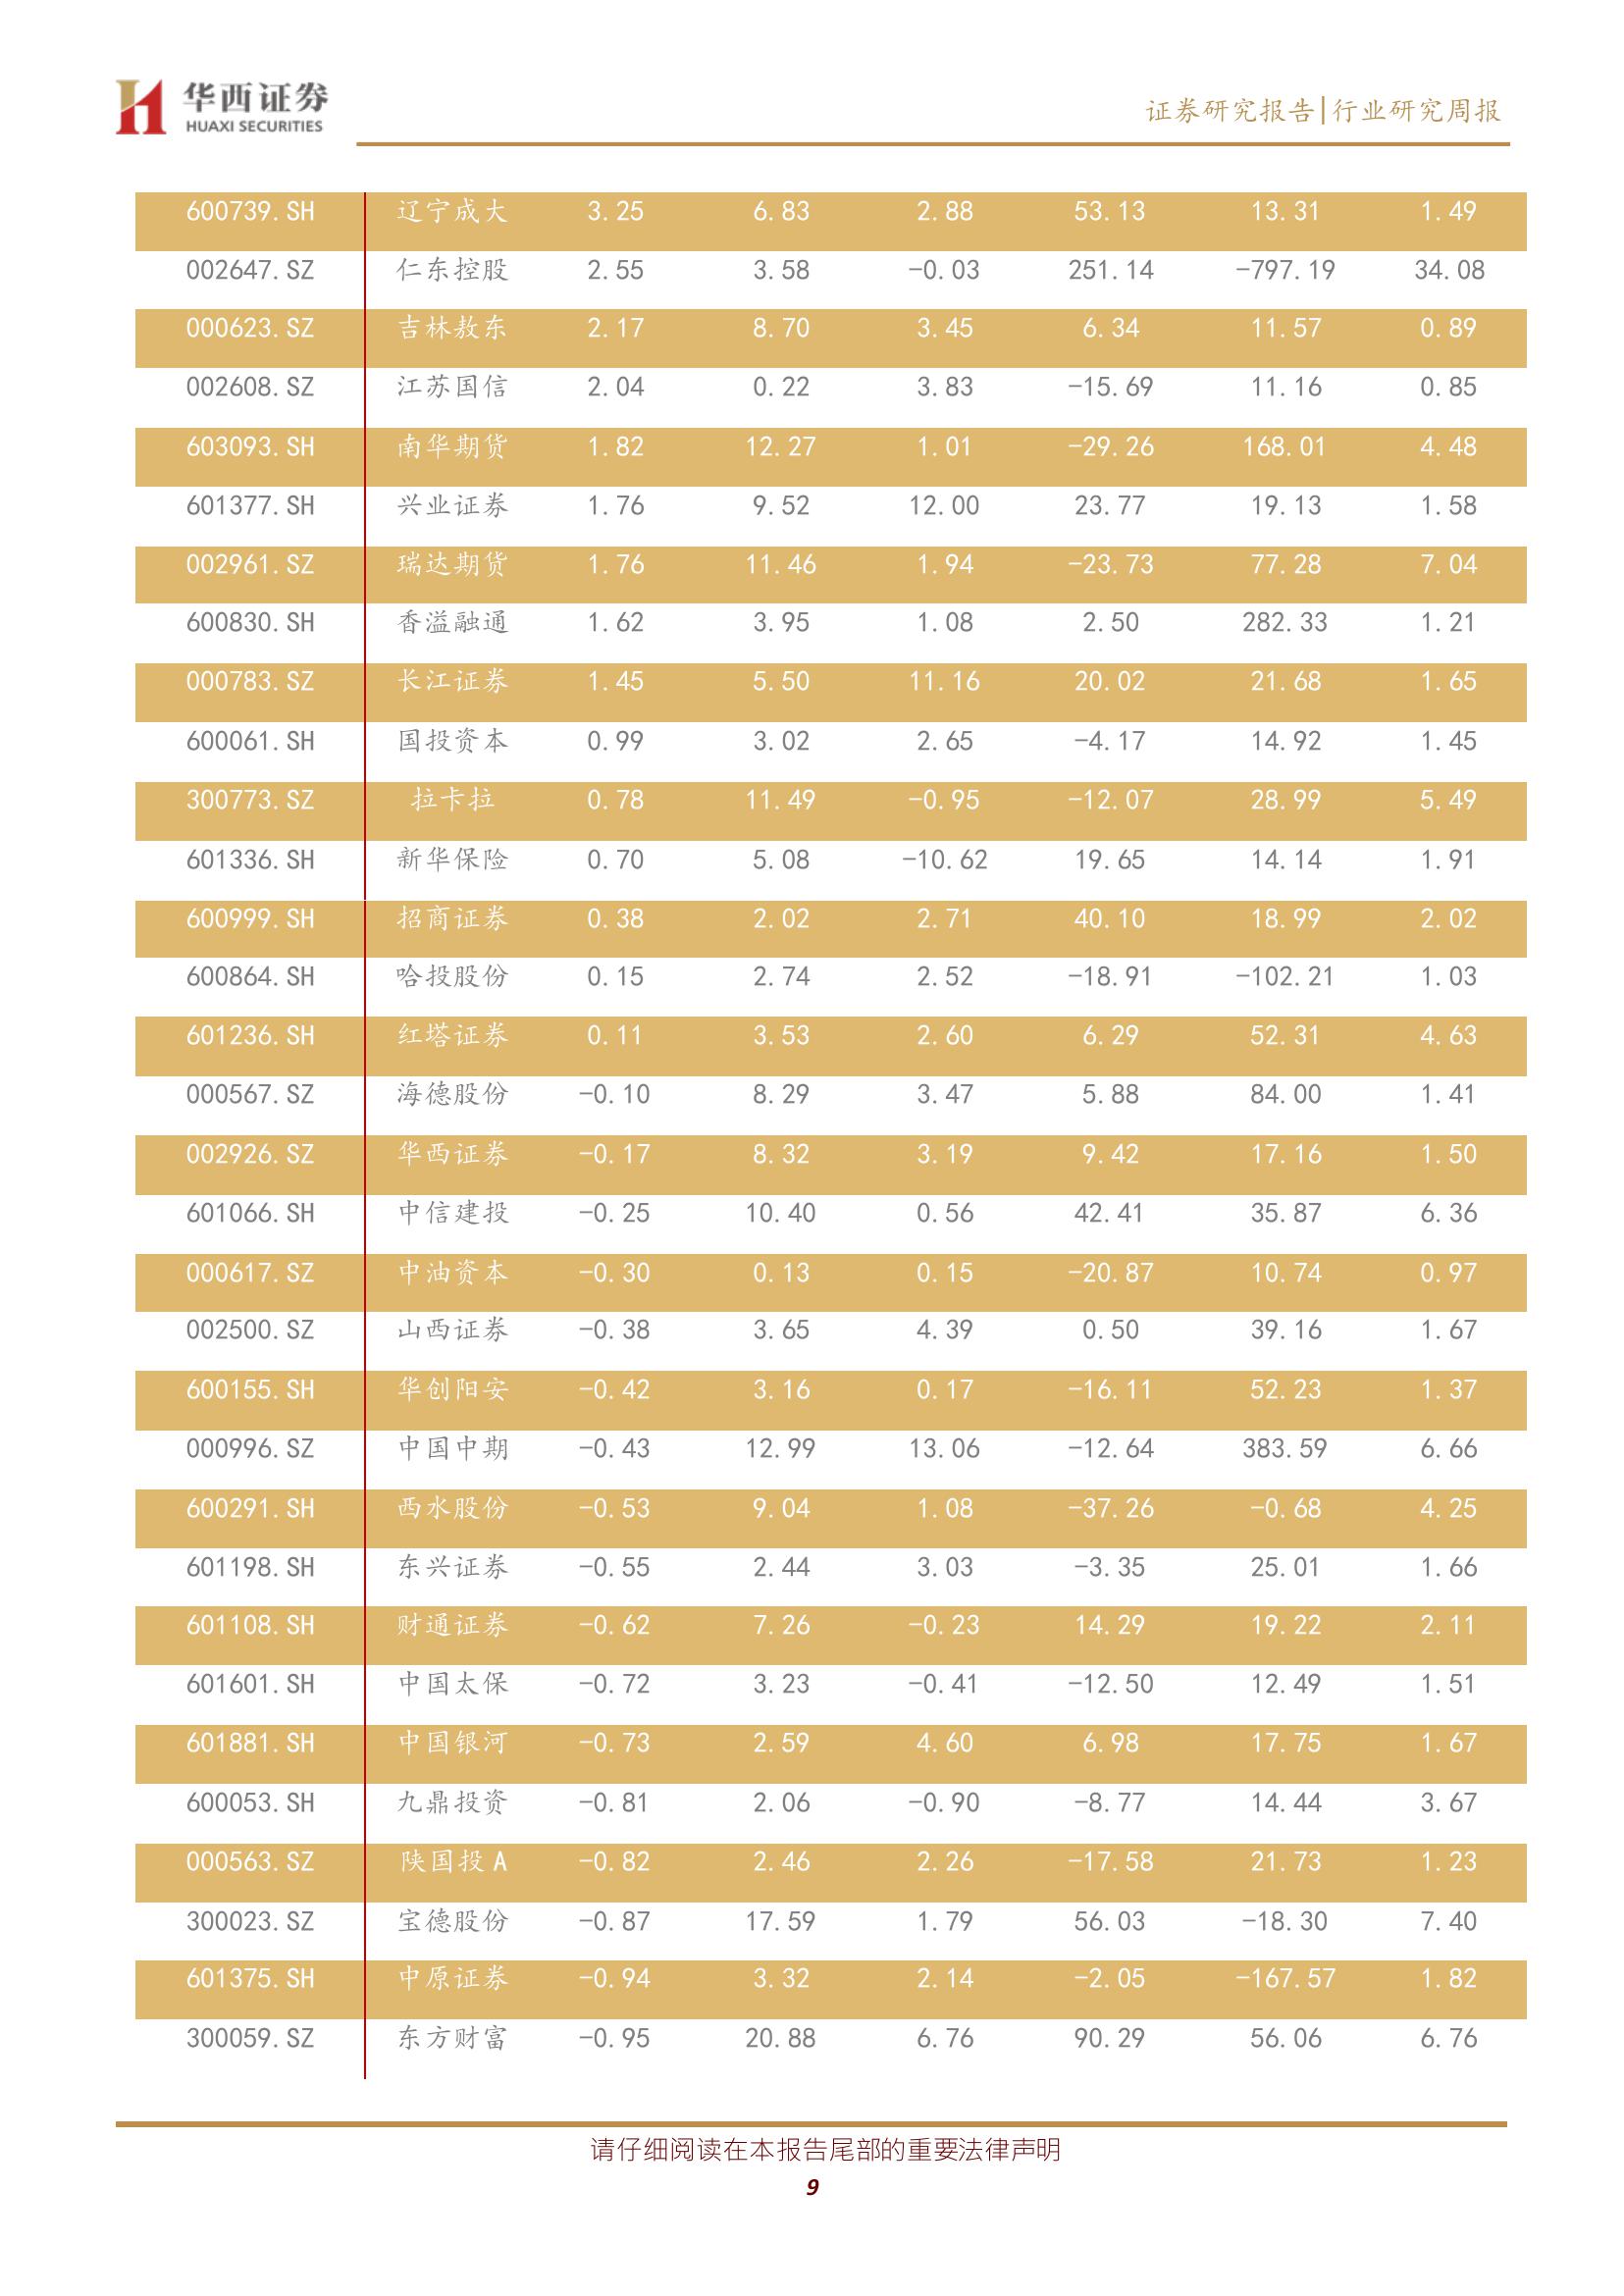 华西证券
HUAXI SECURITIES
证券研究报告|行业研究周报
600739.SH 辽宁成大 3.25 6.83 2.88 53.13 13.31 1.49
002647.SZ 仁东控股 2.55 3.58 -0.03 251.14 -797.19 34.08
000623.SZ 吉林敖东 2.17 8.70 3.45 6.34 11.57 0.89
002608.SZ 江苏国信 2.04 0.22 3.83 -15.69 11.16 0.85
603093.SH 南华期货 1.82 12.27 1.01 -29.26 168.01 4.48
601377.SH 兴业证券 1.76 9.52 12.00 23.77 19.13 1.58
002961.SZ 瑞达期货 1.76 11.46 1.94 -23.73 77.28 7.04
600830.SH 香溢融通 1.62 3.95 1.08 2.50 282.33 1.21
000783.SZ 长江证券 1.45 5.50 11.16 20.02 21.68 1.65
600061.SH 国投资本 0.99 3.02 2.65 -4.17 14.92 1.45
300773.SZ 拉卡拉 0.78 11.49 -0.95 -12.07 28.99 5.49
601336.SH 新华保险 0.70 5.08 -10.62 19.65 14.14 1.91
600999.SH 招商证券 0.38 2.02 2.71 40.10 18.99 2.02
600864.SH 哈投股份 0.15 2.74 2.52 -18.91 -102.21 1.03
601236.SH 红塔证券 0.11 3.53 2.60 6.29 52.31 4.63
000567.SZ 海德股份 -0.10 8.29 3.47 5.88 84.00 1.41
002926.SZ 华西证券 -0.17 8.32 3.19 9.42 17.16 1.50
601066.SH 中信建投 -0.25 10.40 0.56 42.41 35.87 6.36
000617.SZ 中油资本 -0.30 0.13 0.15 -20.87 10.74 0.97
002500.SZ 山西证券 -0.38 3.65 4.39 0.50 39.16 1.67
600155.SH 华创阳安 -0.42 3.16 0.17 -16.11 52.23 1.37
000996.SZ 中国中期 -0.43 12.99 13.06 -12.64 383.59 6.66
600291.SH 西水股份 -0.53 9.04 1.08 -37.26 -0.68 4.25
601198.SH 东兴证券 -0.55 2.44 3.03 -3.35 25.01 1.66
601108.SH 财通证券 -0.62 7.26 -0.23 14.29 19.22 2.11
601601.SH 中国太保 -0.72 3.23 -0.41 -12.50 12.49 1.51
601881.SH 中国银河 -0.73 2.59 4.60 6.98 17.75 1.67
600053.SH 九鼎投资 -0.81 2.06 -0.90 -8.77 14.44 3.67
000563.SZ 陕国投A -0.82 2.46 2.26 -17.58 21.73 1.23
300023.SZ 宝德股份 -0.87 17.59 1.79 56.03 -18.30 7.40
601375.SH 中原证券 -0.94 3.32 2.14 -2.05 -167.57 1.82
300059.SZ 东方财富 -0.95 20.88 6.76 90.29 56.06 6.76
请仔细阅读在本报告尾部的重要法律声明
9